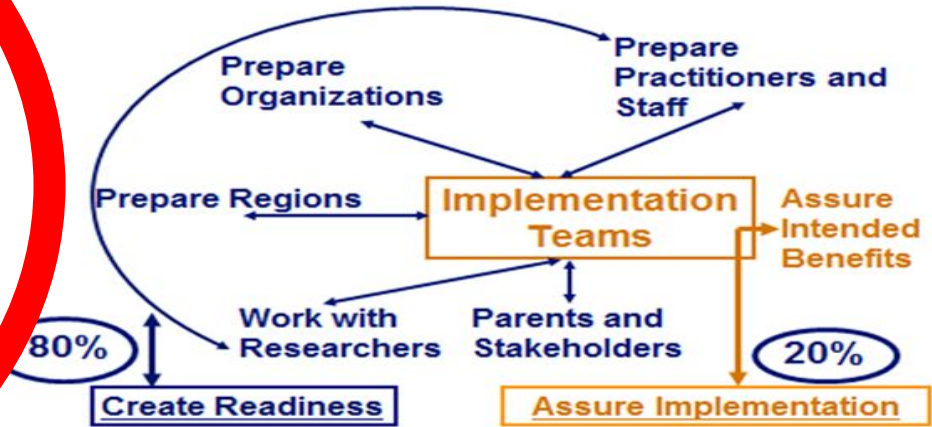 Prepare
Organizations
Prepare
Practitioners and
Staff
Prepare Regions
Implementation
Teams
Assure
Intended
Benefits
Work with
Researchers
Parents and
Stakeholders
80%
20%
Create Readiness
Assure Implementation